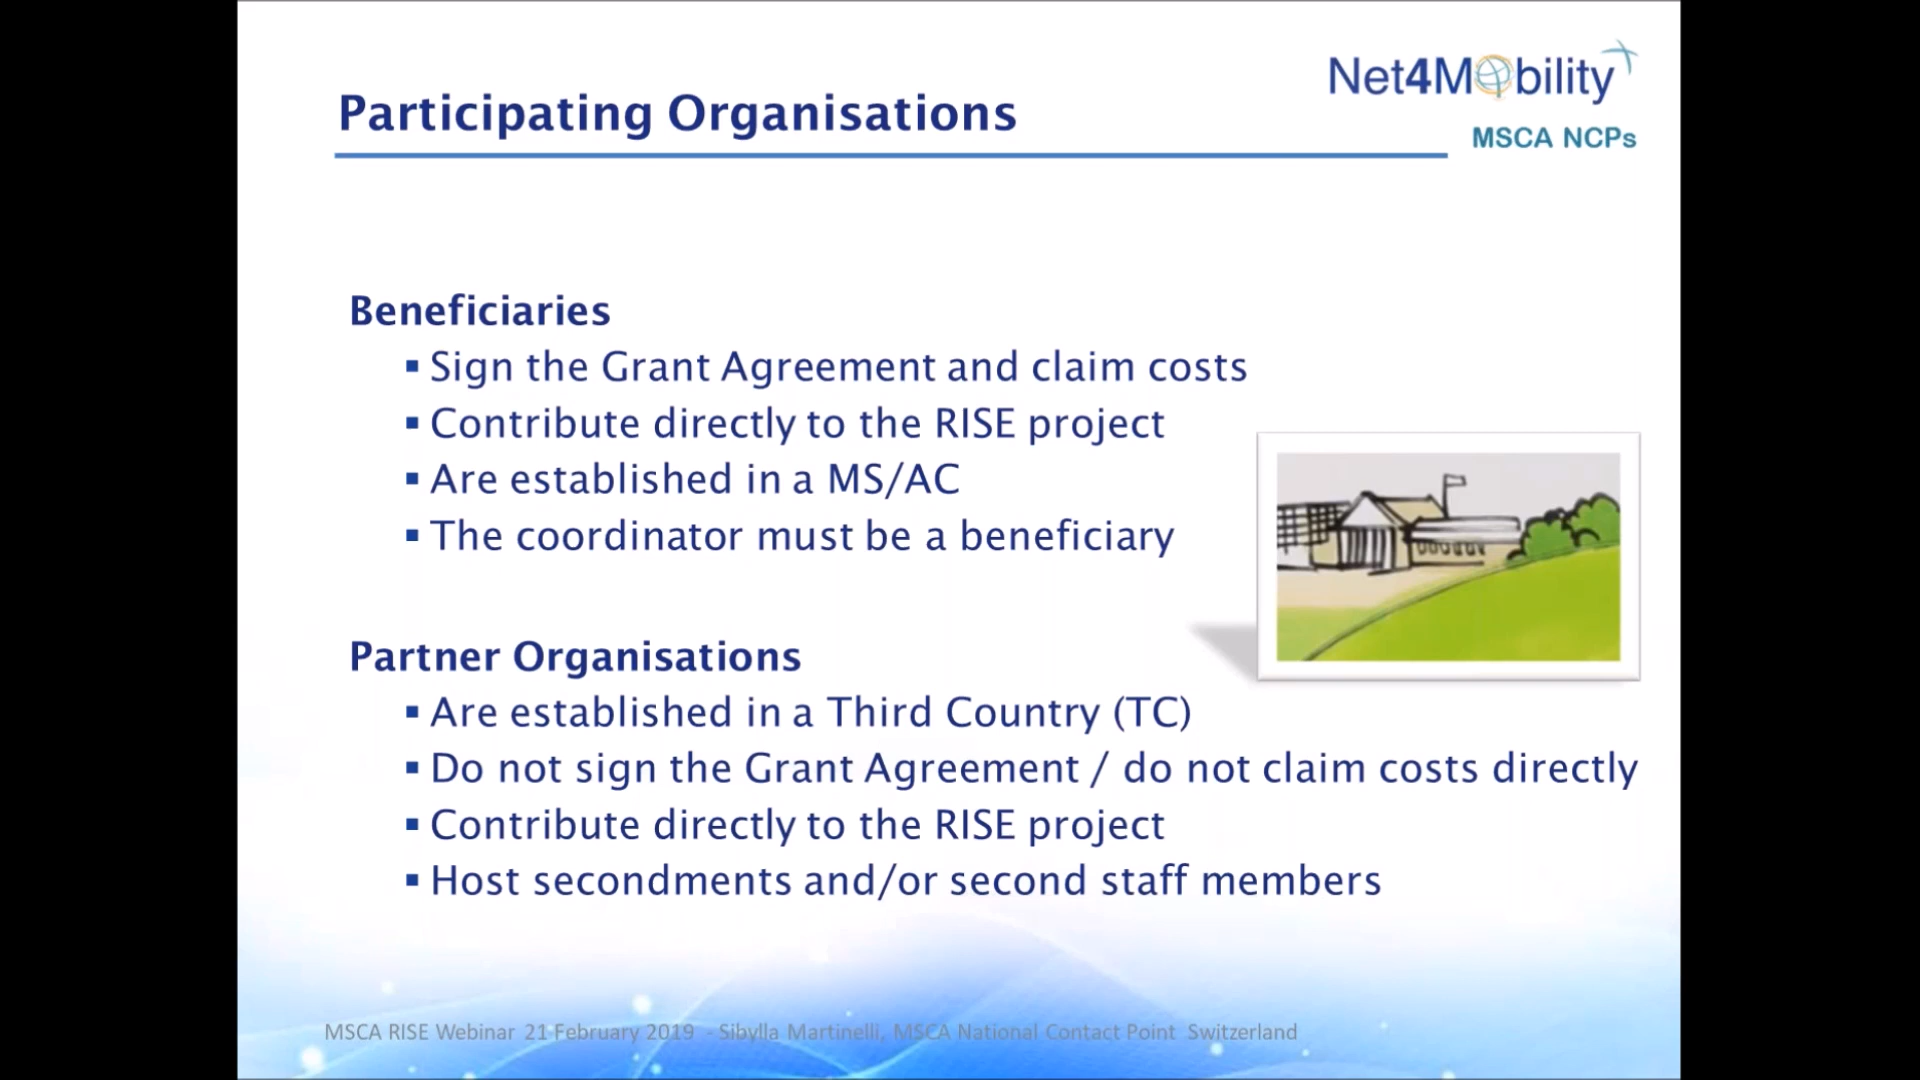 Net4Mobility
Participating Organisations
MSCA NCPs
Beneficiaries
▪ Sign the Grant Agreement and claim costs
▪ Contribute directly to the RISE project
▪ Are established in a MS/AC
▪ The coordinator must be a beneficiary
Partner Organisations
▪ Are established in a Third Country (TC)
▪ Do not sign the Grant Agreement / do not claim costs directly
▪ Contribute directly to the RISE project
▪ Host secondments and/or second staff members
MSCA RISE Webinar 21 February 2019 - Sibylla Martinelli, MSCA National Contact Point Switzerland